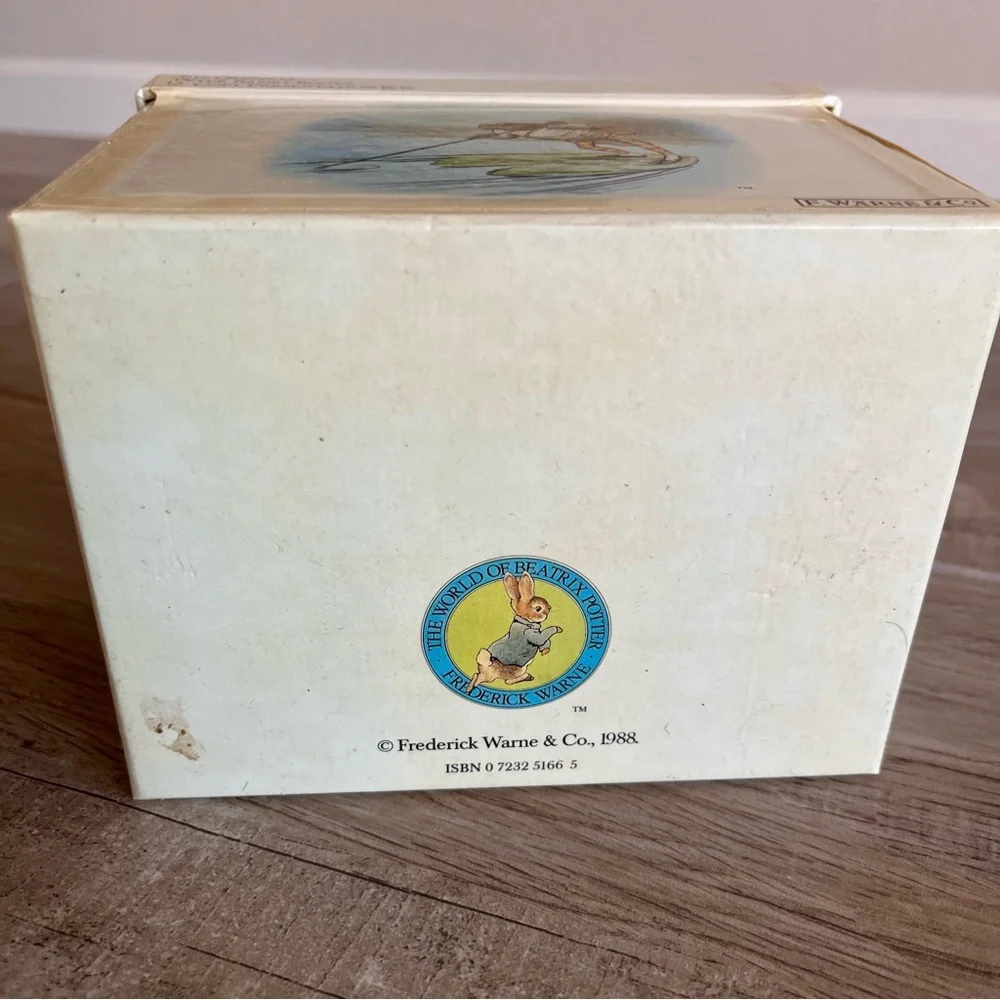 F. WARNE & Co
TM
THE WORLD OF BEATRIX POTTER
FREDERICK WARNE
TM
© Frederick Warne & Co., 1988.
ISBN 0 7232 5166 5